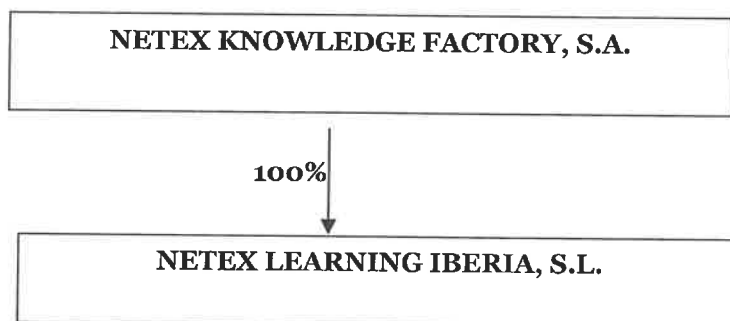 NETEX KNOWLEDGE FACTORY, S.A.
100%
NETEX LEARNING IBERIA, S.L.